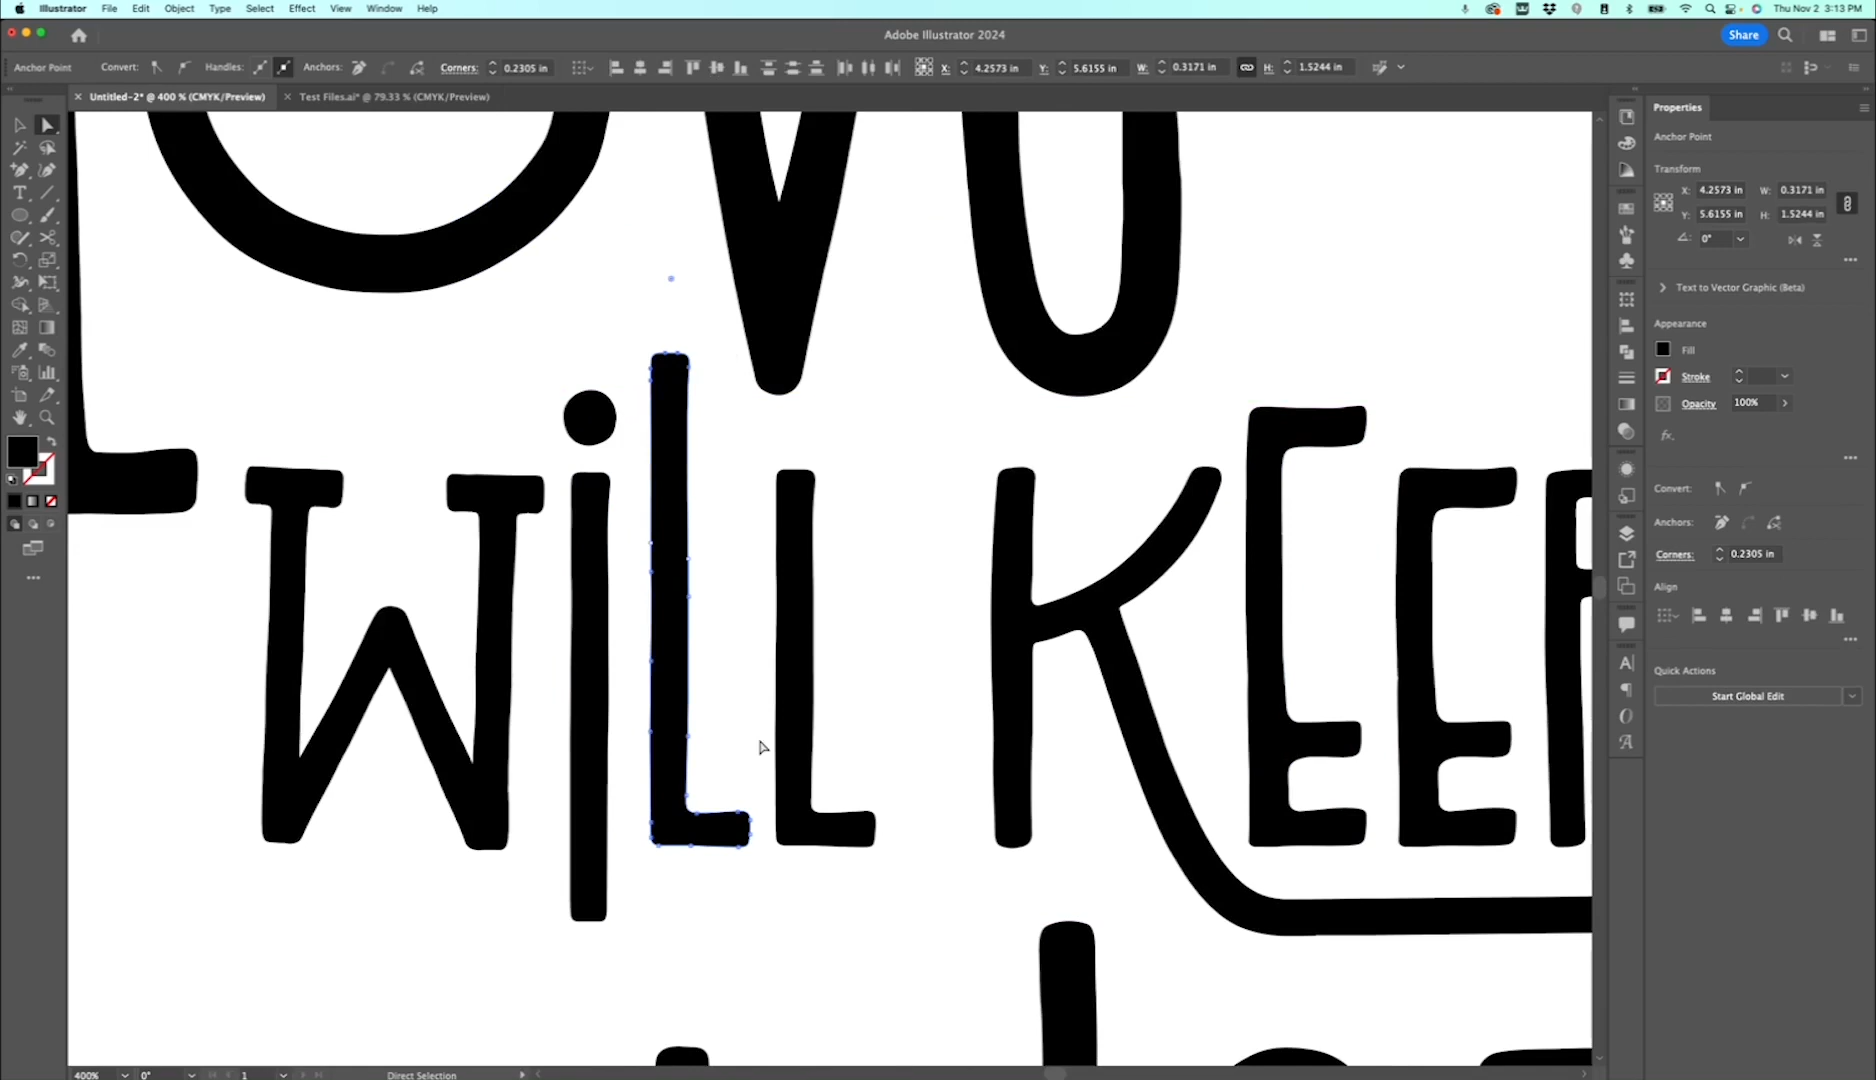 Illustrator File Edit Object Type Select Effect View Window Help Thu Nov 2 3:13 PM
Adobe Illustrator 2024 Share
Anchor Point Convert: Handles: Anchors: Corners: 0.2305 in X: 4.2573 in Y: 5.6155 in W: 0.3171 in H: 1.5244 in
× Untitled-2* @ 400 % (CMYK/Preview) × Test Files.ai* @ 79.33 % (CMYK/Preview)
WiLL KEE
Properties
Anchor Point
Transform
X: 4.2573 in W: 0.3171 in
Y: 5.6155 in H: 1.5244 in
0°
Text to Vector Graphic (Beta)
Appearance
Fill
Stroke
Opacity 100%
fx.
Convert:
Anchors:
Corners: 0.2305 in
Align
Quick Actions
Start Global Edit
400% 0° 1 Direct Selection